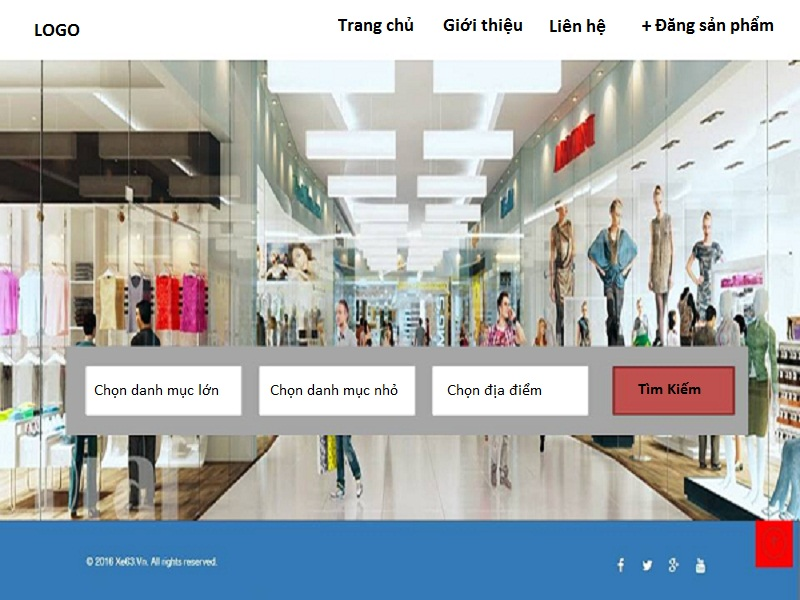 LOGO
Trang chủ
Giới thiệu
Liên hệ
+ Đăng sản phẩm
Chọn danh mục lớn
Chọn danh mục nhỏ
Chọn địa điểm
Tìm Kiếm
© 2016 Xe63.Vn. All rights reserved.